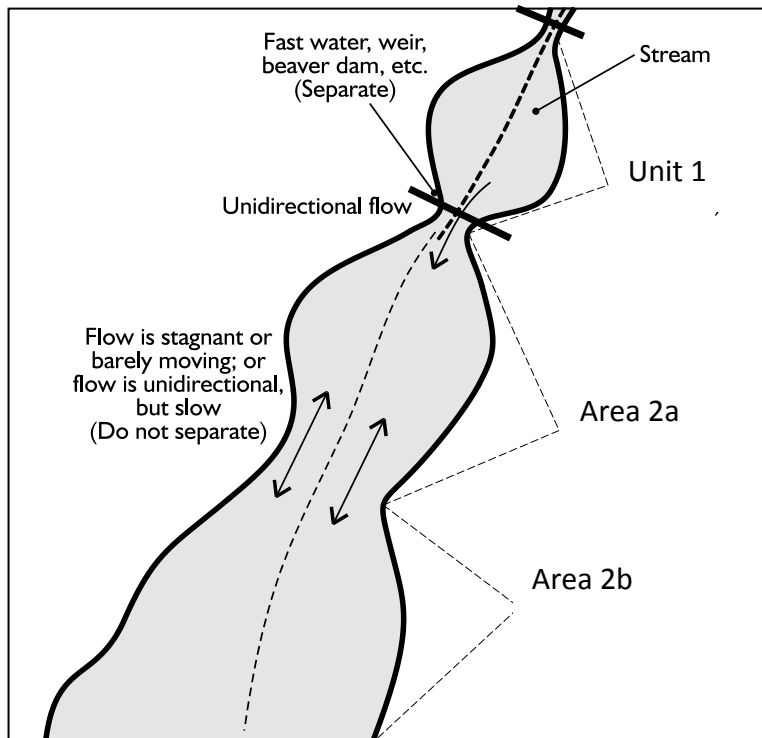 Fast water, weir,
beaver dam, etc.
(Separate)
Stream
Unit 1
Unidirectional flow
Flow is stagnant or
barely moving; or
flow is unidirectional,
but slow
(Do not separate)
Area 2a
Area 2b